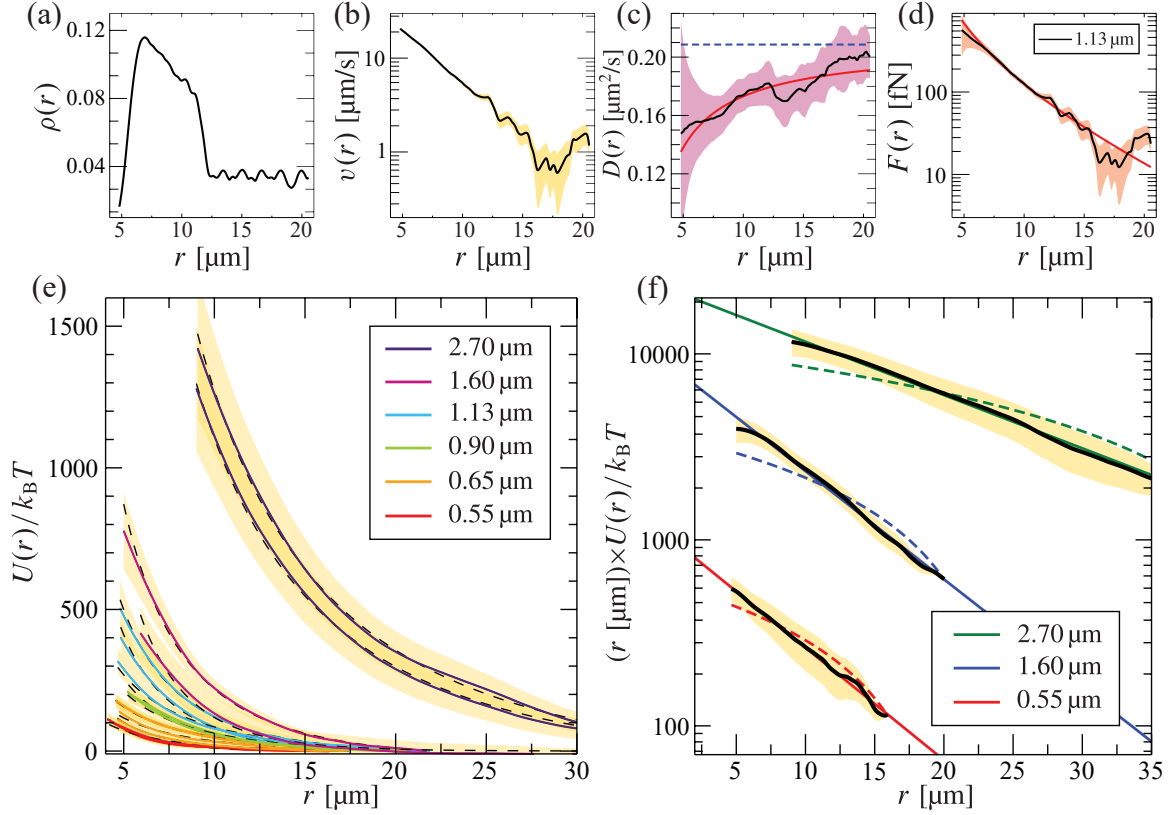 (a)
0.12
0.08
0.04
ρ(r)
5 10 15 20
r [μm]
(b)
10
1
v(r) [μm/s]
5 10 15 20
r [μm]
(c)
0.20
0.16
0.12
D(r) [μm²/s]
5 10 15 20
r [μm]
(d)
1.13 μm
100
10
F(r) [fN]
5 10 15 20
r [μm]
(e)
1500
1000
500
0
U(r)/k_BT
2.70 μm
1.60 μm
1.13 μm
0.90 μm
0.65 μm
0.55 μm
5 10 15 20 25 30
r [μm]
(f)
10000
1000
100
(r [μm])×U(r)/k_BT
2.70 μm
1.60 μm
0.55 μm
5 10 15 20 25 30 35
r [μm]